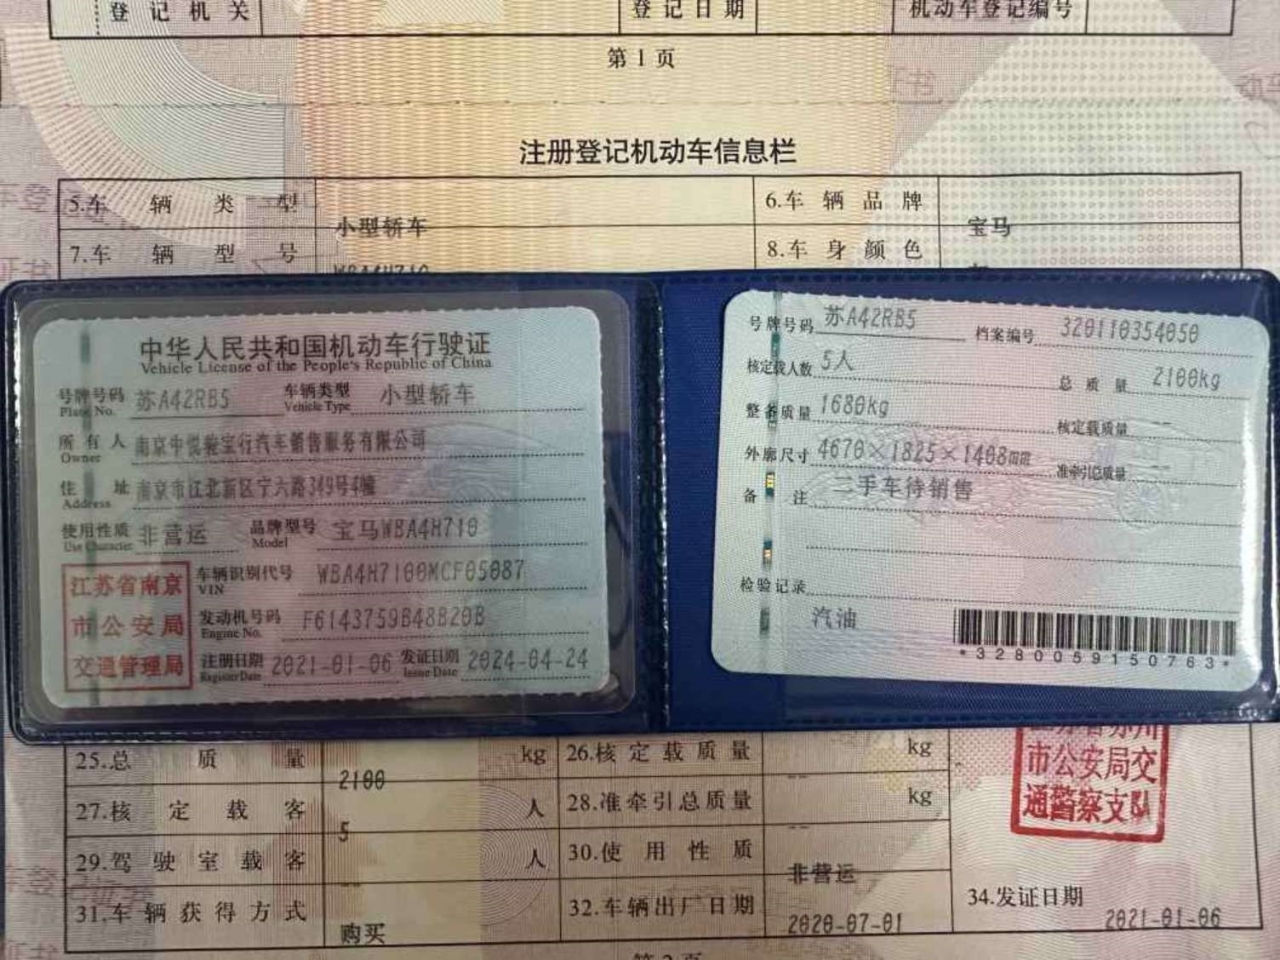 登记机关 登记日期 机动车登记编号
第1页
注册登记机动车信息栏
5.车辆类型 小型轿车 6.车辆品牌 宝马
7.车辆型号 WBA4H710 8.车身颜色
中华人民共和国机动车行驶证
Vehicle License of the People's Republic of China
号牌号码 苏A42RB5 车辆类型 小型轿车
Plate No. Vehicle Type
所有人 南京中悦骏宝行汽车销售服务有限公司
Owner
住址 南京市江北新区宁六路349号4幢
Address
使用性质 非营运 品牌型号 宝马WBA4H710
Use Character Model
江苏省南京
市公安局
交通管理局
车辆识别代号 WBA4H7100MCF05087
VIN
发动机号码 F6143759B48B20B
Engine No.
注册日期 2021-01-06 发证日期 2024-04-24
Register Date Issue Date
号牌号码 苏A42RB5 档案编号 320110354050
核定载人数 5人 总质量 2100kg
整备质量 1680kg 核定载质量 --
外廓尺寸 4670×1825×1408mm 准牵引总质量 --
备注 二手车待销售
检验记录
汽油
*3280059150763*
25.总质量 2100 kg 26.核定载质量 -- kg
27.核定载客 5 人 28.准牵引总质量 -- kg
29.驾驶室载客 -- 人 30.使用性质 非营运
31.车辆获得方式 购买 32.车辆出厂日期 2020-07-01
市公安局交
通警察支队
34.发证日期 2021-01-06
第2页